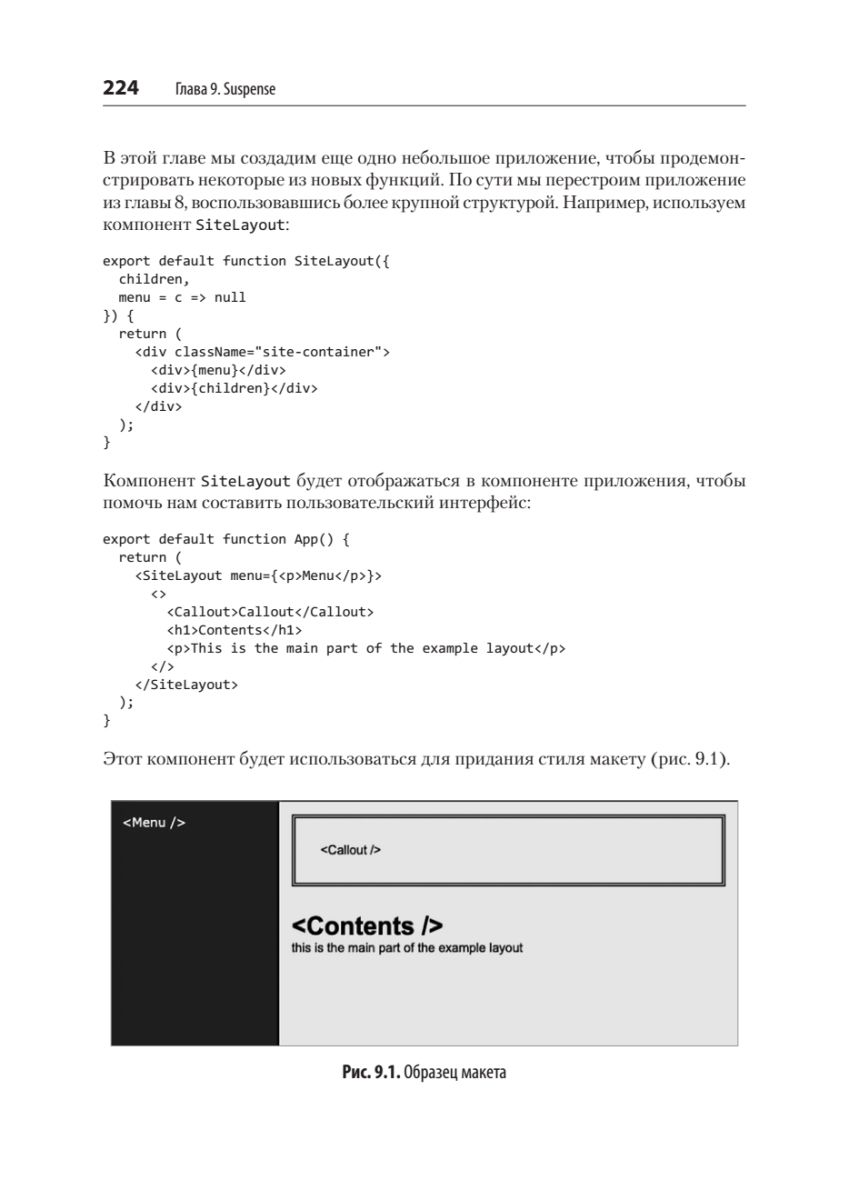 224 Глава 9. Suspense
В этой главе мы создадим еще одно небольшое приложение, чтобы продемон-
стрировать некоторые из новых функций. По сути мы перестроим приложение
из главы 8, воспользовавшись более крупной структурой. Например, используем
компонент SiteLayout:
export default function SiteLayout({
  children,
  menu = c => null
}) {
  return (
    <div className="site-container">
      <div>{menu}</div>
      <div>{children}</div>
    </div>
  );
}
Компонент SiteLayout будет отображаться в компоненте приложения, чтобы
помочь нам составить пользовательский интерфейс:
export default function App() {
  return (
    <SiteLayout menu={<p>Menu</p>}>
      <>
        <Callout>Callout</Callout>
        <h1>Contents</h1>
        <p>This is the main part of the example layout</p>
      </>
    </SiteLayout>
  );
}
Этот компонент будет использоваться для придания стиля макету (рис. 9.1).
<Menu />
<Callout />
<Contents />
this is the main part of the example layout
Рис. 9.1. Образец макета